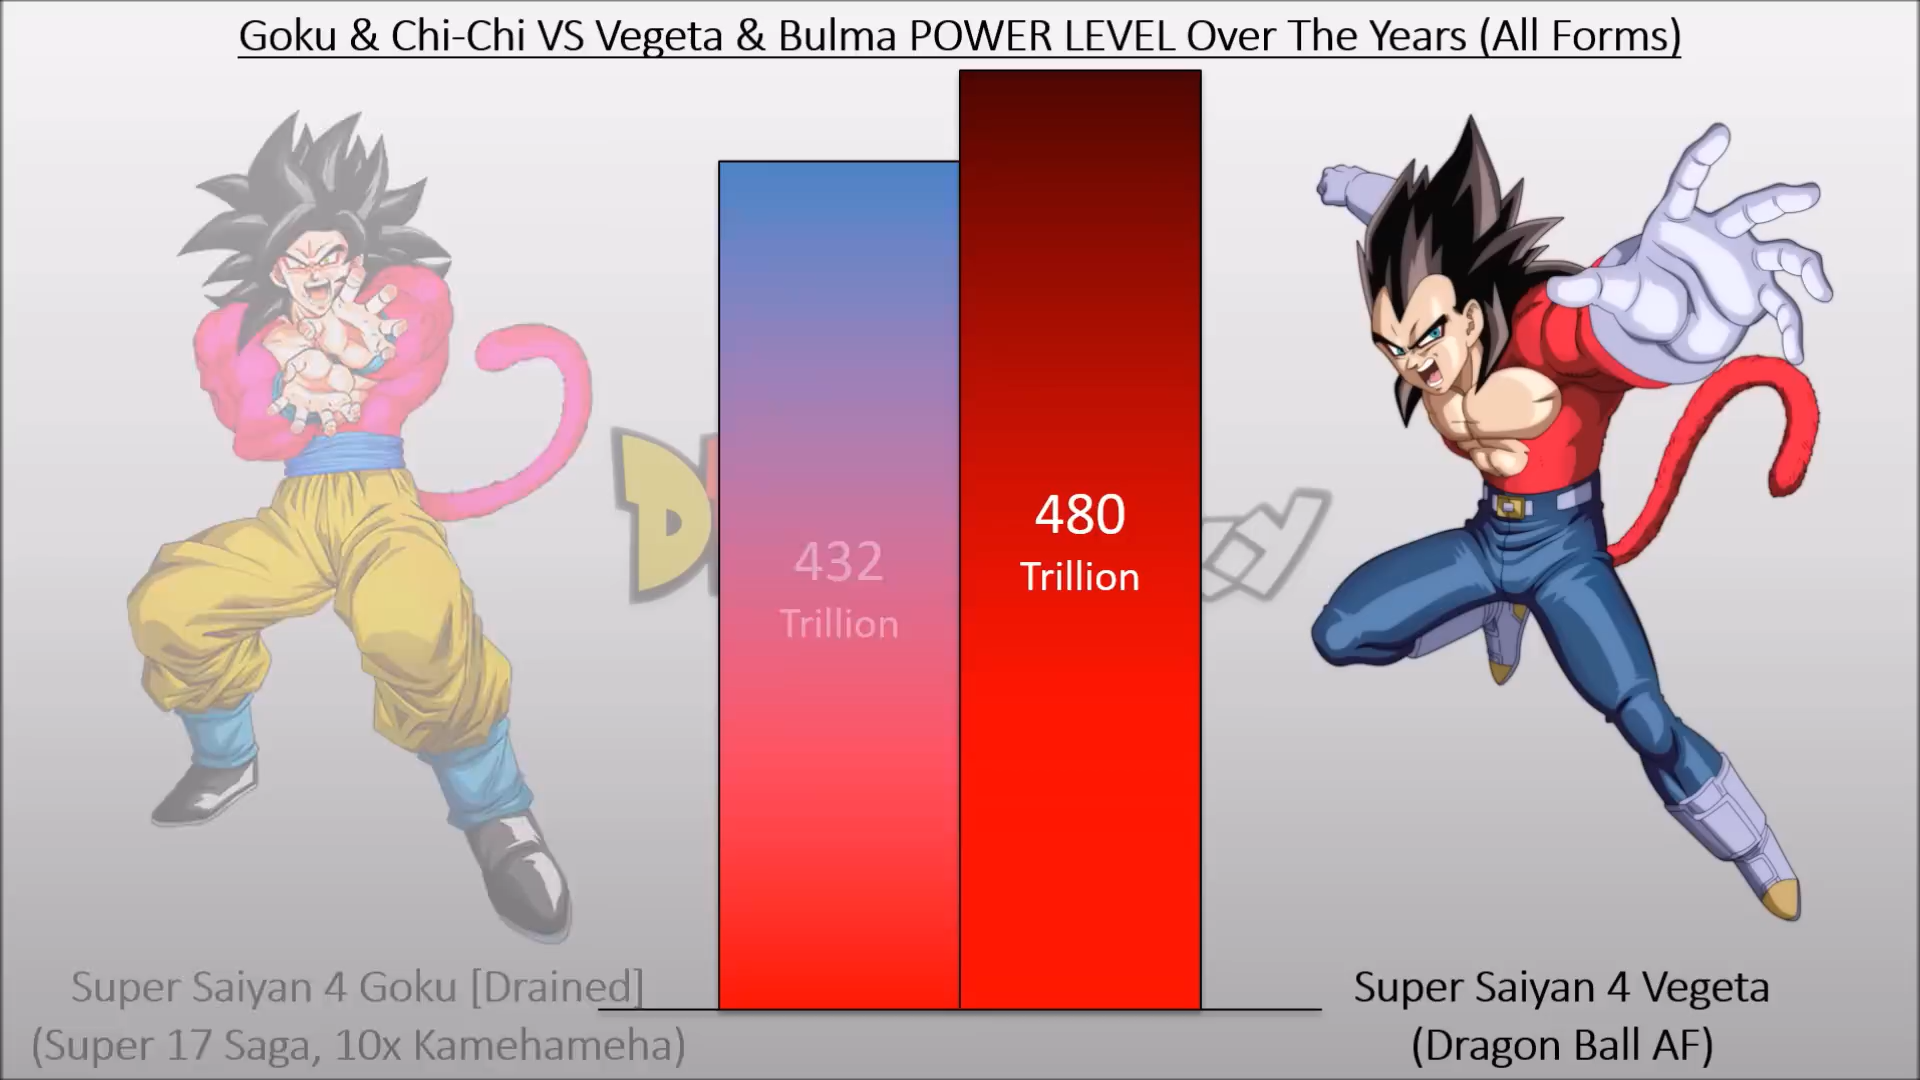 Goku & Chi-Chi VS Vegeta & Bulma POWER LEVEL Over The Years (All Forms)
432
Trillion
480
Trillion
Super Saiyan 4 Goku [Drained]
(Super 17 Saga, 10x Kamehameha)
Super Saiyan 4 Vegeta
(Dragon Ball AF)